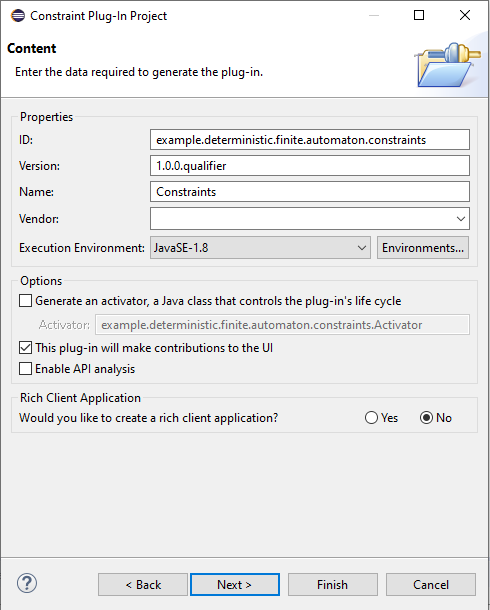 Constraint Plug-In Project
Content
Enter the data required to generate the plug-in.
Properties
ID: example.deterministic.finite.automaton.constraints
Version: 1.0.0.qualifier
Name: Constraints
Vendor:
Execution Environment: JavaSE-1.8 Environments...
Options
Generate an activator, a Java class that controls the plug-in's life cycle
Activator: example.deterministic.finite.automaton.constraints.Activator
This plug-in will make contributions to the UI
Enable API analysis
Rich Client Application
Would you like to create a rich client application? Yes No
? < Back Next > Finish Cancel